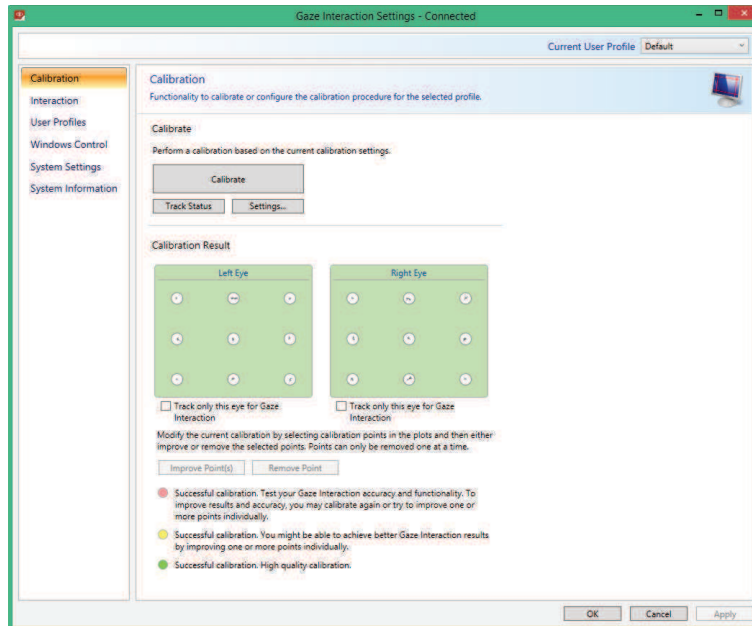 Gaze Interaction Settings - Connected
Current User Profile Default
Calibration
Interaction
User Profiles
Windows Control
System Settings
System Information
Calibration
Functionality to calibrate or configure the calibration procedure for the selected profile.
Calibrate
Perform a calibration based on the current calibration settings.
Calibrate
Track Status Settings...
Calibration Result
Left Eye Right Eye
Track only this eye for Gaze
Interaction
Track only this eye for Gaze
Interaction
Modify the current calibration by selecting calibration points in the plots and then either
improve or remove the selected points. Points can only be removed one at a time.
Improve Point(s) Remove Point
Successful calibration. Test your Gaze Interaction accuracy and functionality. To
improve results and accuracy, you may calibrate again or try to improve one or
more points individually.
Successful calibration. You might be able to achieve better Gaze Interaction results
by improving one or more points individually.
Successful calibration. High quality calibration.
OK Cancel Apply